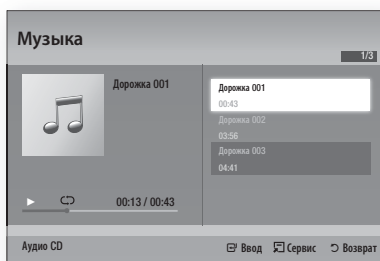 Музыка
1/3
Дорожка 001
00:13 / 00:43
Дорожка 001
00:43
Дорожка 002
03:56
Дорожка 003
04:41
Аудио CD
Ввод Сервис Возврат